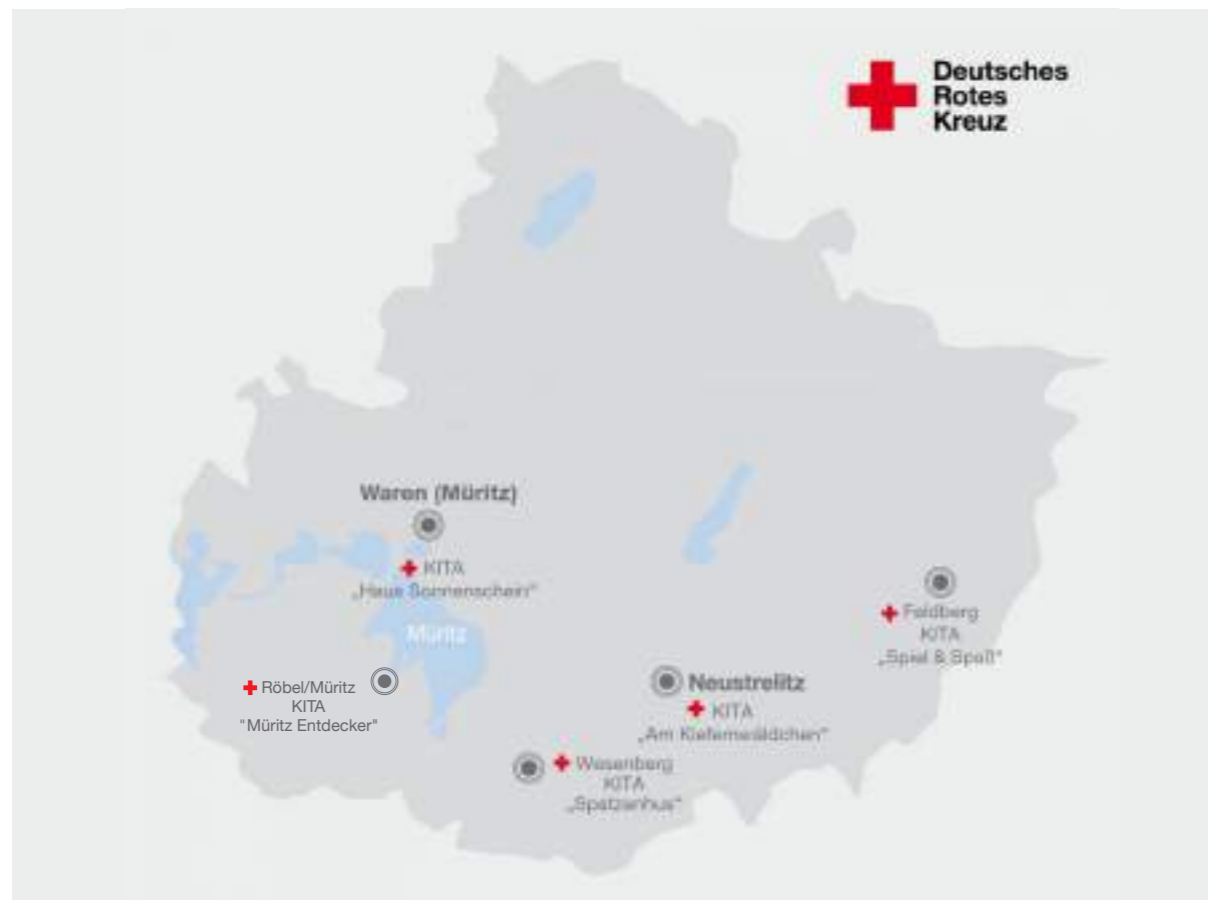 Deutsches
Rotes
Kreuz
Waren (Müritz)
KITA
„Haus Sonnenschein"
Müritz
Feldberg
KITA
„Spiel & Spaß"
Röbel/Müritz
KITA
"Müritz Entdecker"
Neustrelitz
KITA
„Am Kiefernwäldchen"
Wesenberg
KITA
„Spatzenhus"